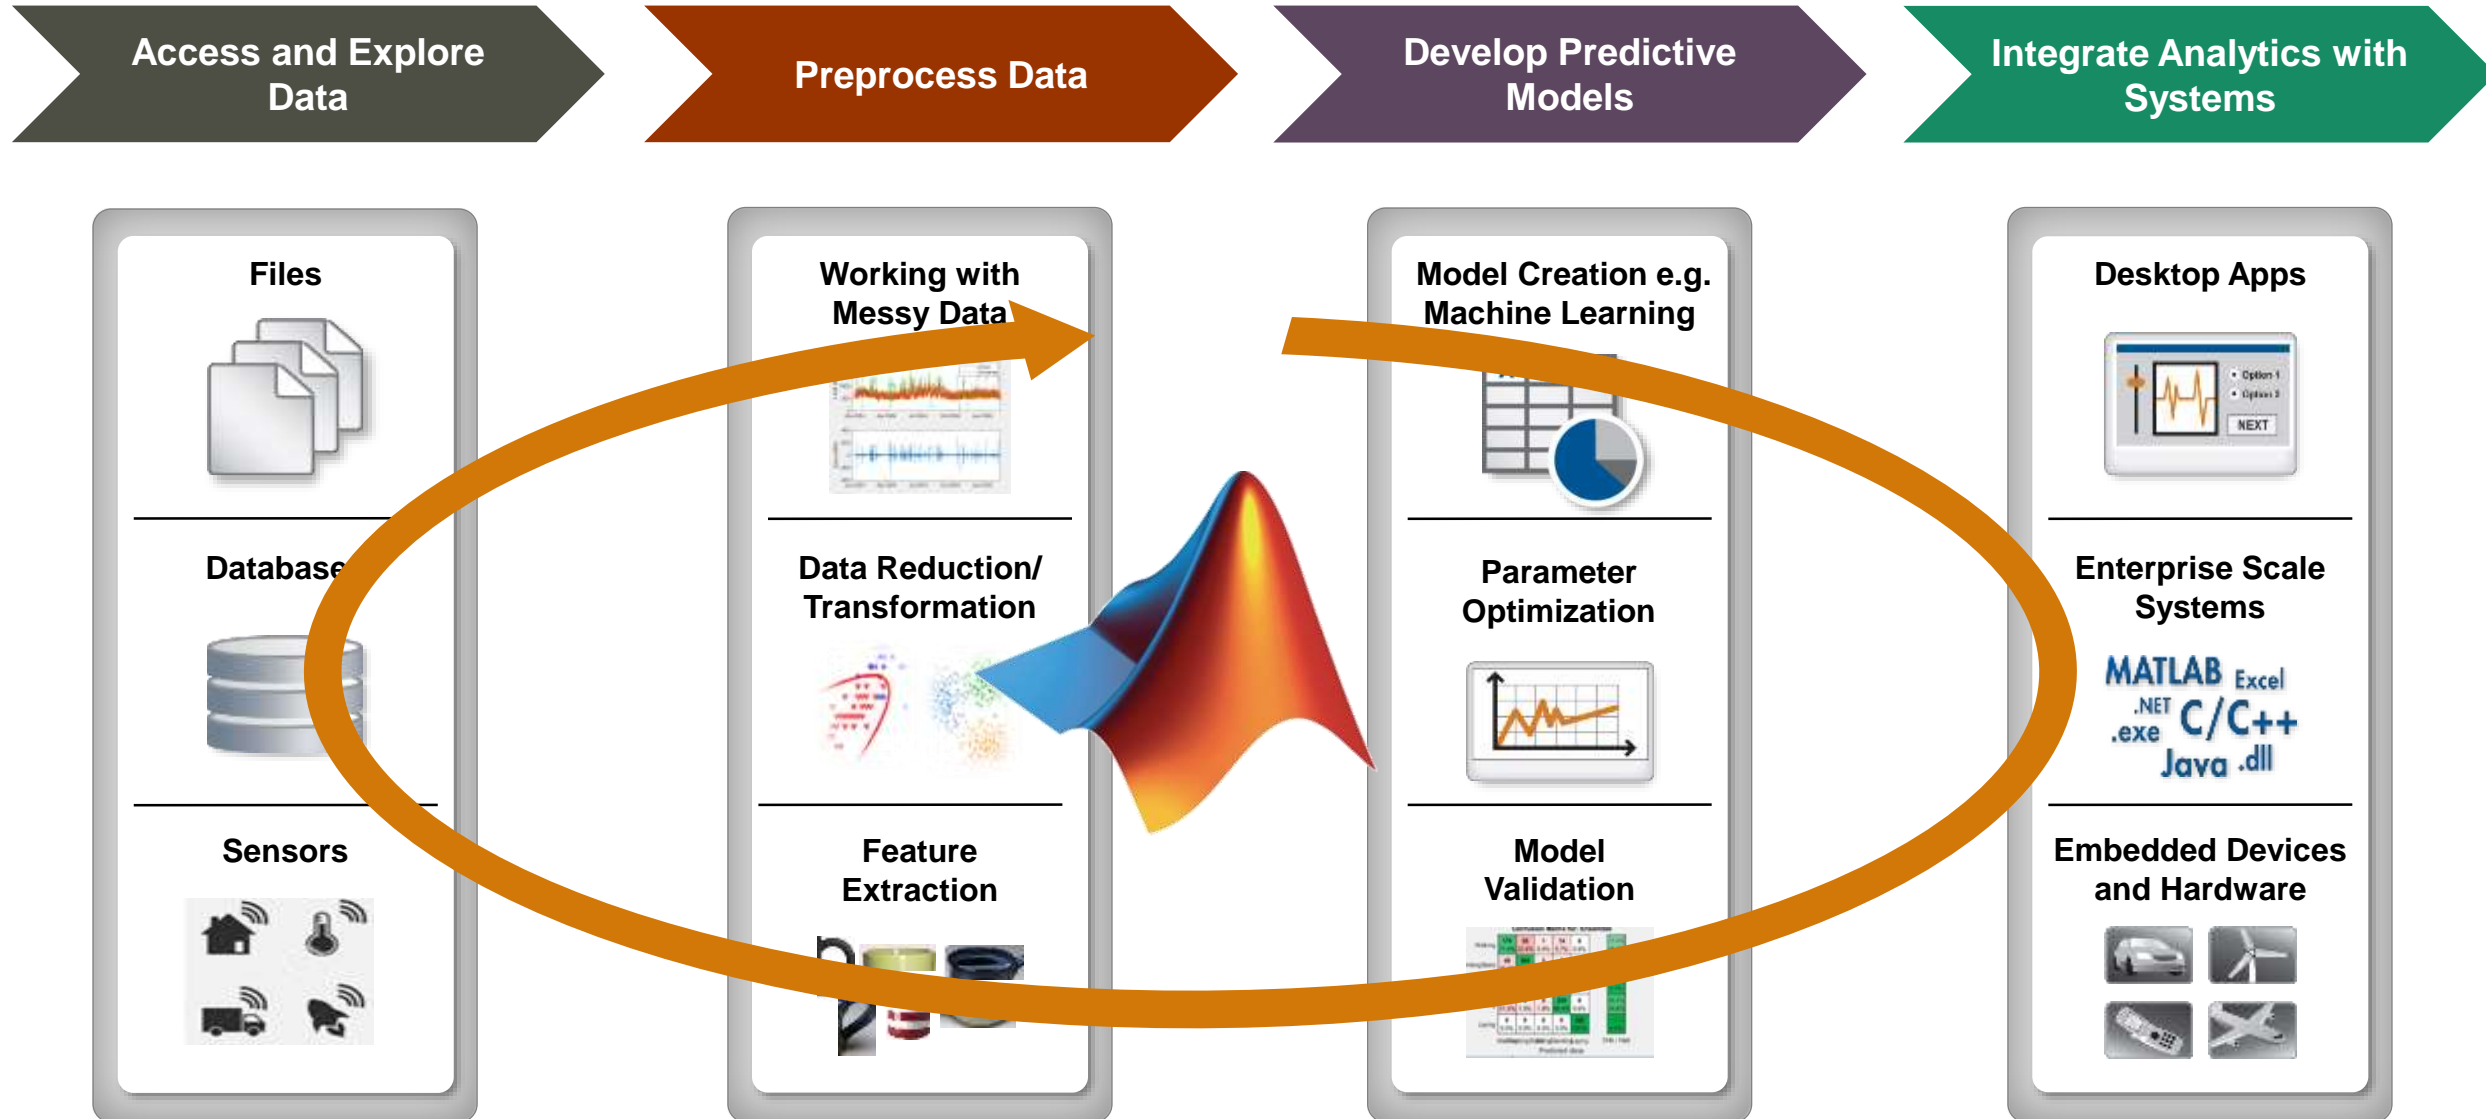 Access and Explore
Data
Preprocess Data
Develop Predictive
Models
Integrate Analytics with
Systems
Files
Database
Sensors
Working with
Messy Data
Data Reduction/
Transformation
Feature
Extraction
Model Creation e.g.
Machine Learning
Parameter
Optimization
Model
Validation
Desktop Apps
Option 1
Option 2
NEXT
Enterprise Scale
Systems
MATLAB Excel
.NET C/C++
.exe
Java .dll
Embedded Devices
and Hardware